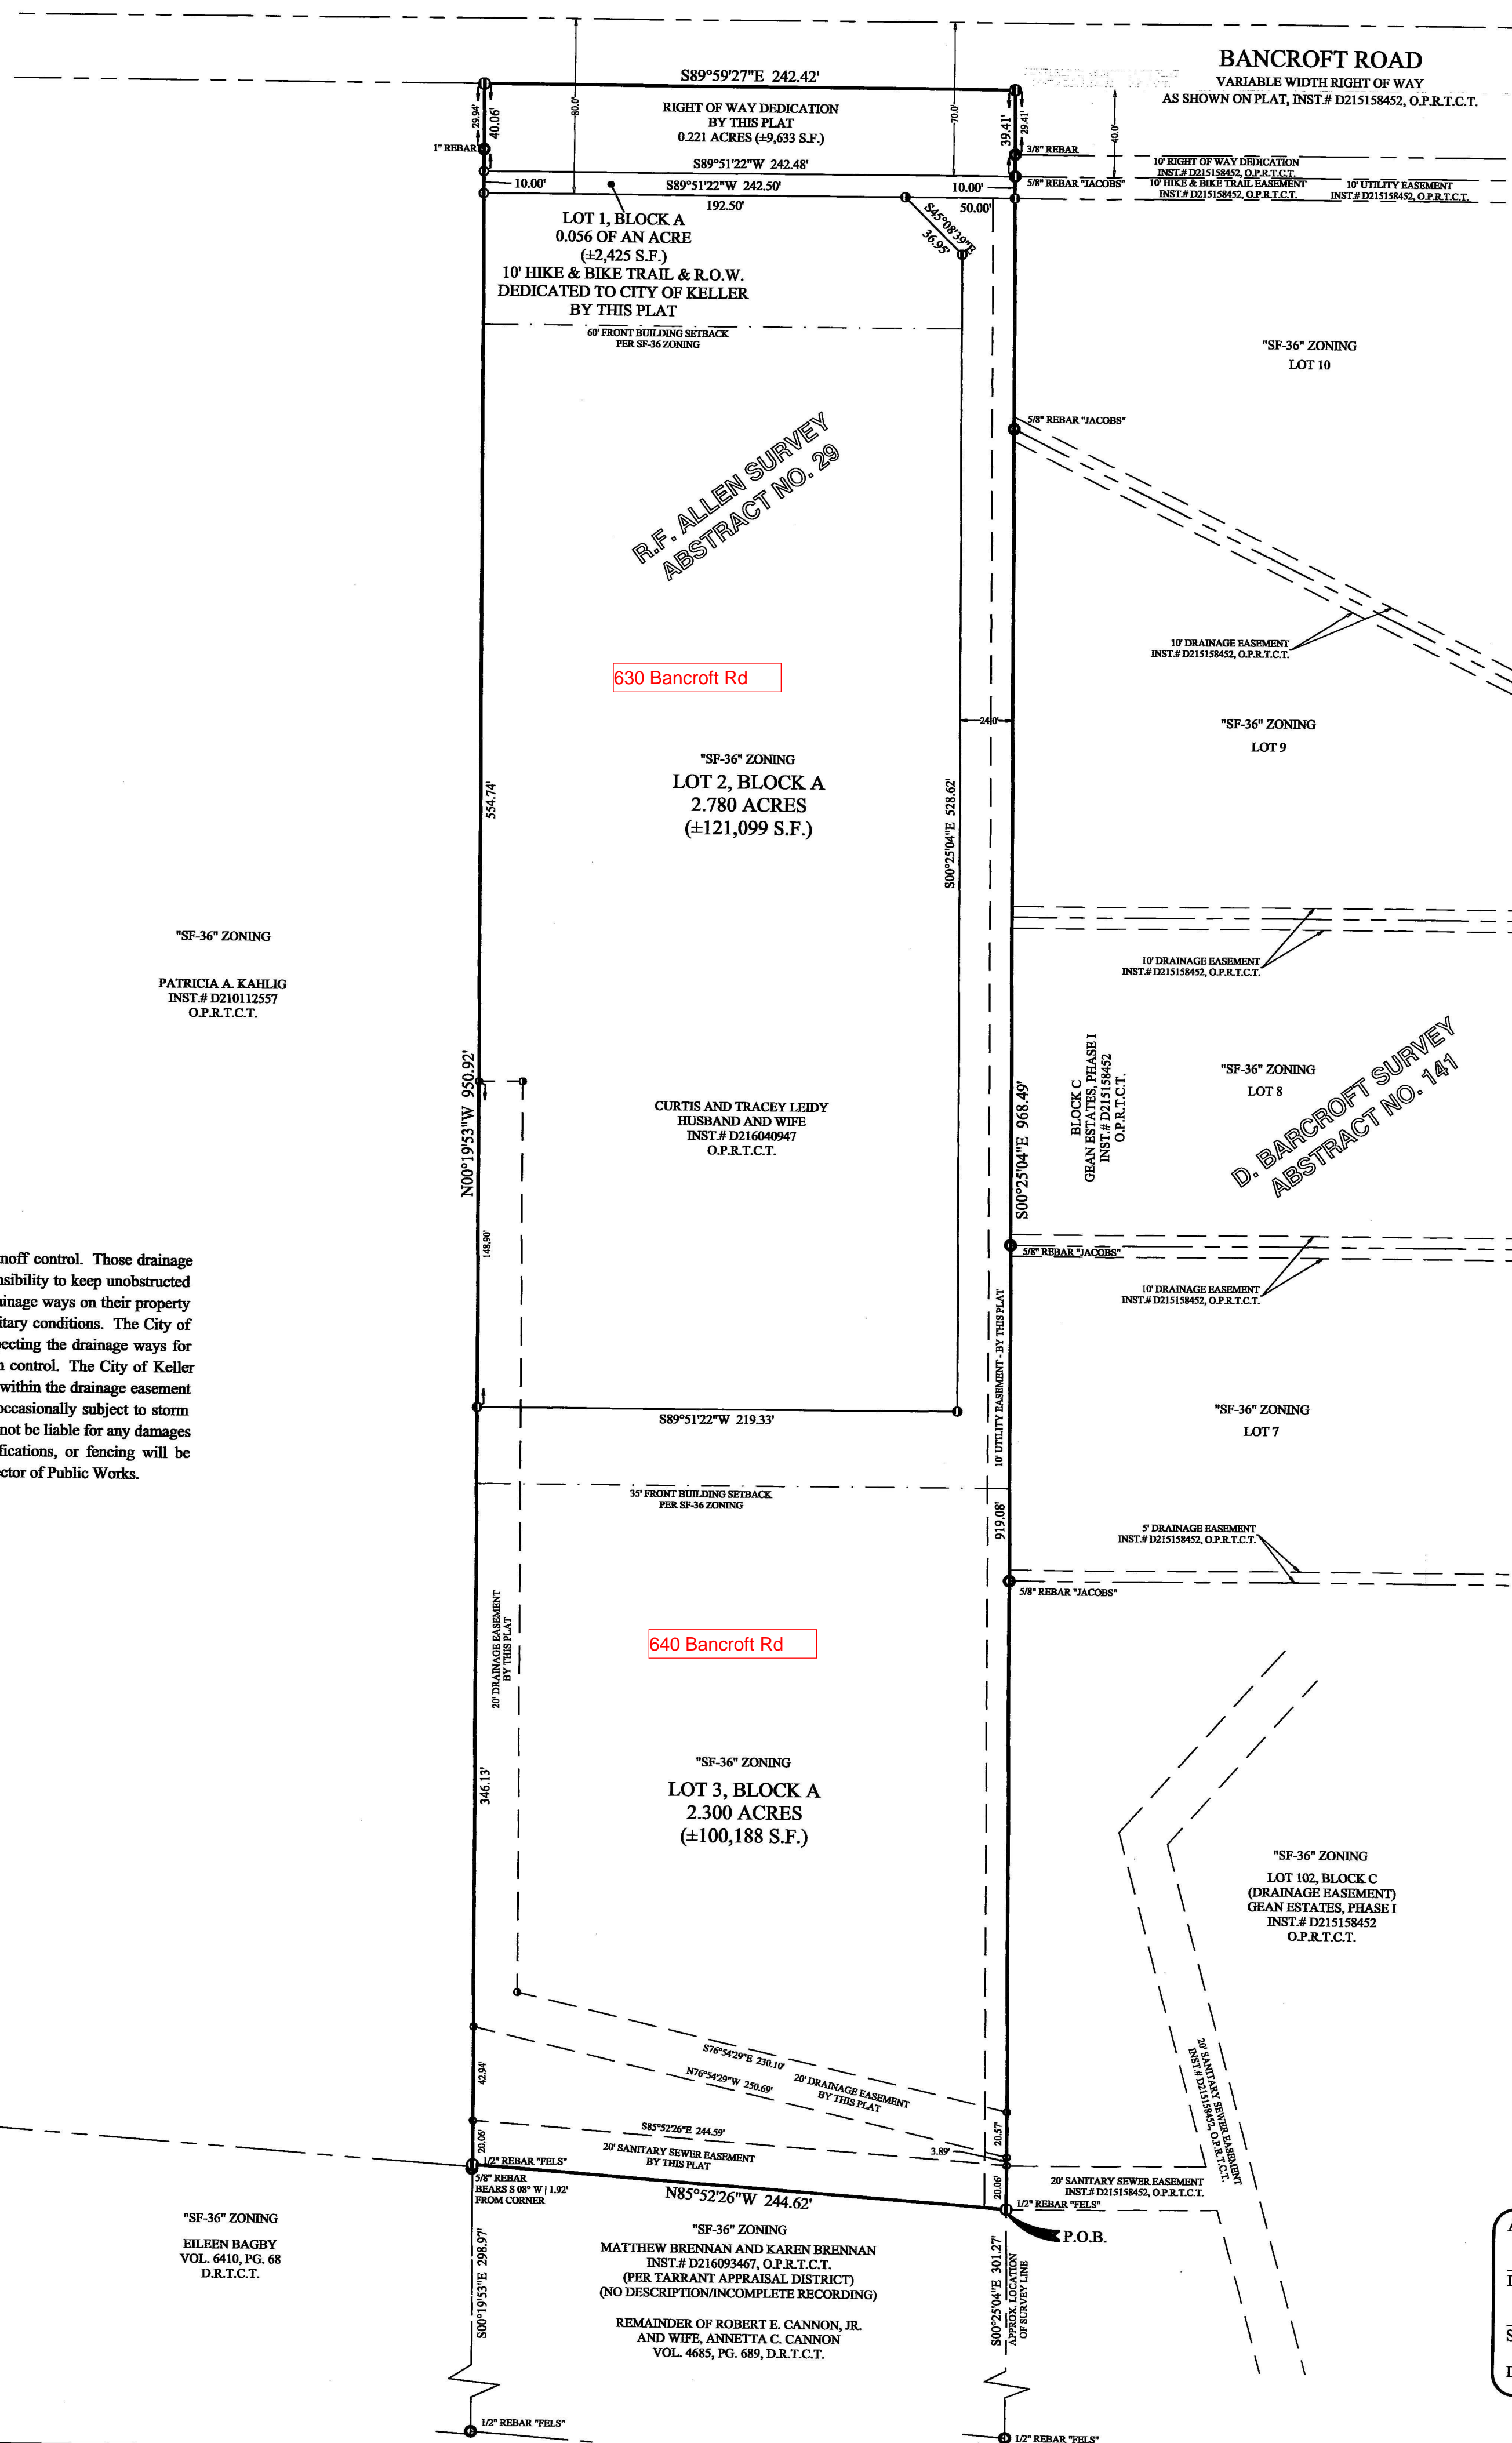 BANCROFT ROAD
VARIABLE WIDTH RIGHT OF WAY
AS SHOWN ON PLAT, INST.# D215158452, O.P.R.T.C.T.
S89°59'27"E 242.42'
80.0'
70.0'
29.94'
40.06'
RIGHT OF WAY DEDICATION
BY THIS PLAT
0.221 ACRES (±9,633 S.F.)
39.41'
29.41'
40.0'
1" REBAR
3/8" REBAR
S89°51'22"W 242.48'
10' RIGHT OF WAY DEDICATION
INST.# D215158452, O.P.R.T.C.T.
10.00'
S89°51'22"W 242.50'
10.00'
5/8" REBAR "JACOBS"
10' HIKE & BIKE TRAIL EASEMENT
INST.# D215158452, O.P.R.T.C.T.
10' UTILITY EASEMENT
INST.# D215158452, O.P.R.T.C.T.
192.50'
50.00'
S45°08'39"E
36.95'
LOT 1, BLOCK A
0.056 OF AN ACRE
(±2,425 S.F.)
10' HIKE & BIKE TRAIL & R.O.W.
DEDICATED TO CITY OF KELLER
BY THIS PLAT
60' FRONT BUILDING SETBACK
PER SF-36 ZONING
"SF-36" ZONING
LOT 10
5/8" REBAR "JACOBS"
R.F. ALLEN SURVEY
ABSTRACT NO. 29
10' DRAINAGE EASEMENT
INST.# D215158452, O.P.R.T.C.T.
630 Bancroft Rd
24.0'
"SF-36" ZONING
LOT 9
"SF-36" ZONING
LOT 2, BLOCK A
2.780 ACRES
(±121,099 S.F.)
554.74'
S00°25'04"E 528.62'
"SF-36" ZONING
PATRICIA A. KAHLIG
INST.# D210112557
O.P.R.T.C.T.
10' DRAINAGE EASEMENT
INST.# D215158452, O.P.R.T.C.T.
N00°19'53"W 950.92'
CURTIS AND TRACEY LEIDY
HUSBAND AND WIFE
INST.# D216040947
O.P.R.T.C.T.
S00°25'04"E 968.49'
BLOCK C
GEAN ESTATES, PHASE I
INST.# D215158452
O.P.R.T.C.T.
"SF-36" ZONING
LOT 8
D. BARCROFT SURVEY
ABSTRACT NO. 141
148.90'
5/8" REBAR "JACOBS"
10' DRAINAGE EASEMENT
INST.# D215158452, O.P.R.T.C.T.
noff control. Those drainage
nsibility to keep unobstructed
ainage ways on their property
itary conditions. The City of
pecting the drainage ways for
n control. The City of Keller
within the drainage easement
occasionally subject to storm
not be liable for any damages
fications, or fencing will be
ctor of Public Works.
10' UTILITY EASEMENT - BY THIS PLAT
S89°51'22"W 219.33'
"SF-36" ZONING
LOT 7
35' FRONT BUILDING SETBACK
PER SF-36 ZONING
919.08'
5' DRAINAGE EASEMENT
INST.# D215158452, O.P.R.T.C.T.
5/8" REBAR "JACOBS"
20' DRAINAGE EASEMENT
BY THIS PLAT
640 Bancroft Rd
346.13'
"SF-36" ZONING
LOT 3, BLOCK A
2.300 ACRES
(±100,188 S.F.)
"SF-36" ZONING
LOT 102, BLOCK C
(DRAINAGE EASEMENT)
GEAN ESTATES, PHASE I
INST.# D215158452
O.P.R.T.C.T.
42.94'
S76°54'29"E 230.10'
N76°54'29"W 250.69'
20' DRAINAGE EASEMENT
BY THIS PLAT
20' SANITARY SEWER EASEMENT
INST.# D215158452, O.P.R.T.C.T.
20.57'
3.89'
20.06'
S85°52'26"E 244.59'
20' SANITARY SEWER EASEMENT
BY THIS PLAT
20.06'
1/2" REBAR "FELS"
5/8" REBAR
BEARS S 08° W | 1.92'
FROM CORNER
N85°52'26"W 244.62'
20' SANITARY SEWER EASEMENT
INST.# D215158452, O.P.R.T.C.T.
1/2" REBAR "FELS"
P.O.B.
"SF-36" ZONING
EILEEN BAGBY
VOL. 6410, PG. 68
D.R.T.C.T.
S00°19'53"E 298.97'
"SF-36" ZONING
MATTHEW BRENNAN AND KAREN BRENNAN
INST.# D216093467, O.P.R.T.C.T.
(PER TARRANT APPRAISAL DISTRICT)
(NO DESCRIPTION/INCOMPLETE RECORDING)
REMAINDER OF ROBERT E. CANNON, JR.
AND WIFE, ANNETTA C. CANNON
VOL. 4685, PG. 689, D.R.T.C.T.
S00°25'04"E 301.27'
APPROX. LOCATION
OF SURVEY LINE
1/2" REBAR "FELS"
1/2" REBAR "FELS"